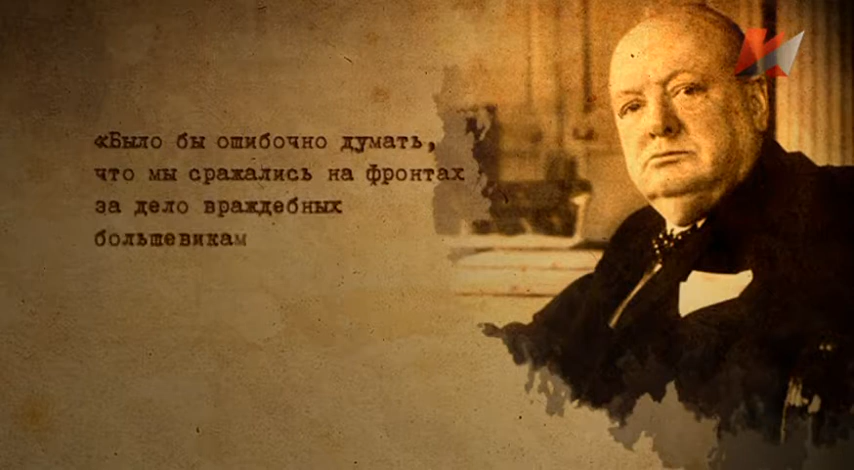 «Было бы ошибочно думать,
что мы сражались на фронтах
за дело враждебных
большевикам